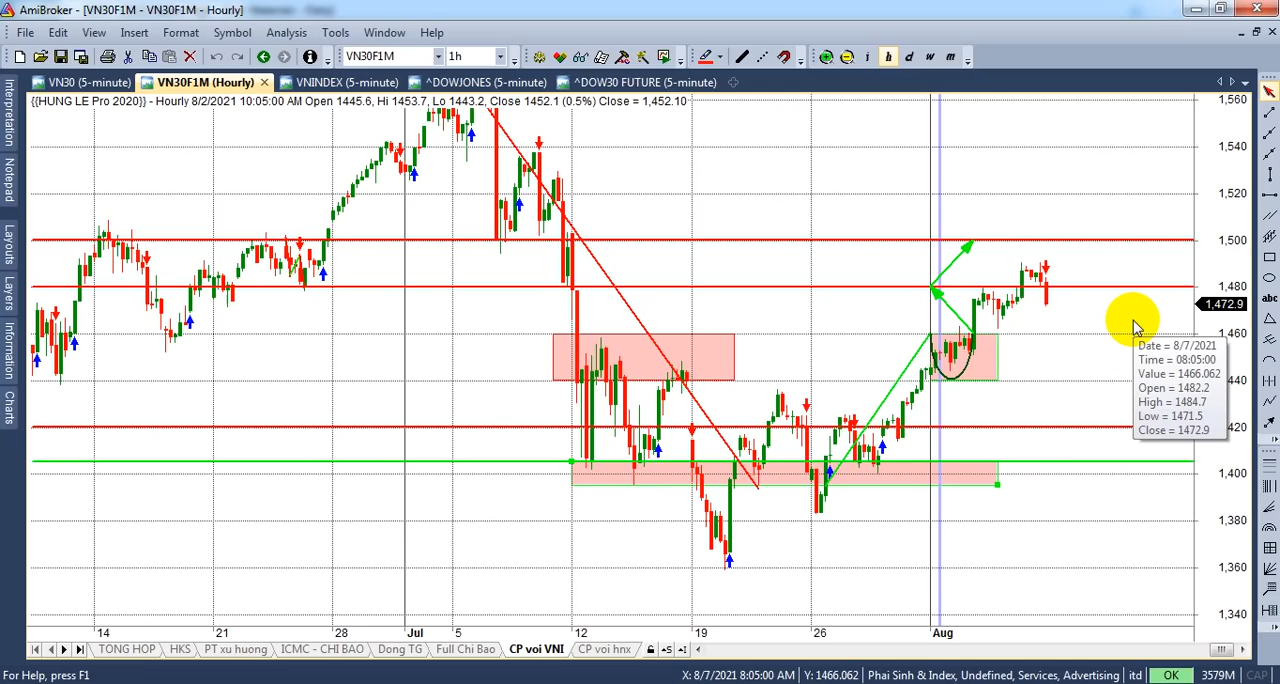 AmiBroker - [VN30F1M - VN30F1M - Hourly]
File Edit View Insert Format Symbol Analysis Tools Window Help
VN30F1M 1h i h d w m
VN30 (5-minute) VN30F1M (Hourly) VNINDEX (5-minute) ^DOWJONES (5-minute) ^DOW30 FUTURE (5-minute)
{{HUNG LE Pro 2020}} - Hourly 8/2/2021 10:05:00 AM Open 1445.6, Hi 1453.7, Lo 1443.2, Close 1452.1 (0.5%) Close = 1,452.10
Interpretation
Notepad
Layouts
Layers
Information
Charts
1,560
1,540
1,520
1,500
1,480
1,472.9
1,460
1,440
1,420
1,400
1,380
1,360
1,340
Date = 8/7/2021
Time = 08:05:00
Value = 1466.062
Open = 1482.2
High = 1484.7
Low = 1471.5
Close = 1472.9
abc
14 21 28 Jul 5 12 19 26 Aug
TONG HOP HKS PT xu huong ICMC - CHI BAO Dong TG Full Chi Bao CP voi VNI CP voi hnx
For Help, press F1 X: 8/7/2021 8:05:00 AM Y: 1466.062 Phai Sinh & Index, Undefined, Services, Advertising itd OK 3579M CAP